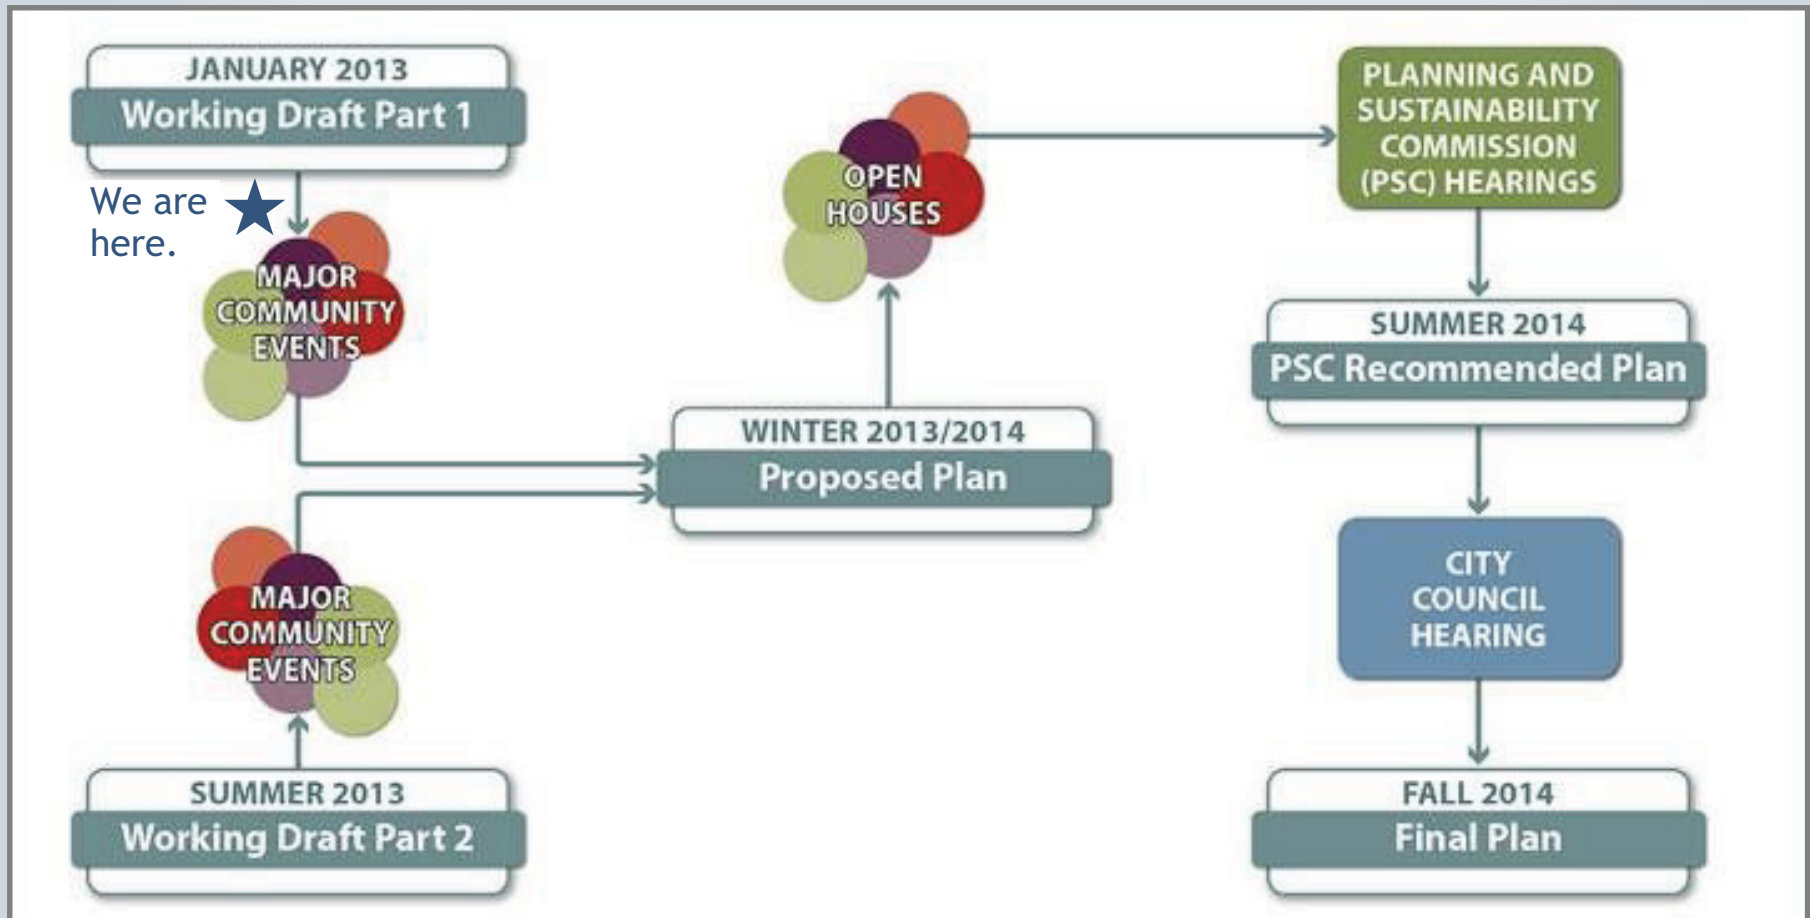 JANUARY 2013
Working Draft Part 1
We are
here.
MAJOR
COMMUNITY
EVENTS
MAJOR
COMMUNITY
EVENTS
SUMMER 2013
Working Draft Part 2
WINTER 2013/2014
Proposed Plan
OPEN
HOUSES
PLANNING AND
SUSTAINABILITY
COMMISSION
(PSC) HEARINGS
SUMMER 2014
PSC Recommended Plan
CITY
COUNCIL
HEARING
FALL 2014
Final Plan